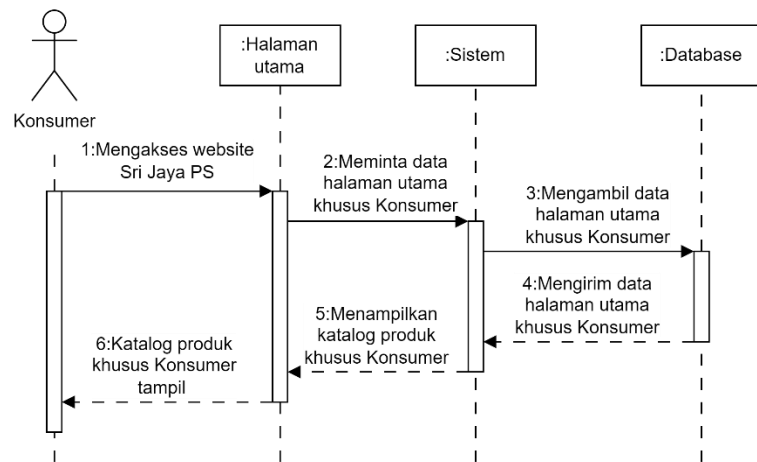 :Halaman
utama
:Sistem
:Database
Konsumer
1:Mengakses website
Sri Jaya PS
2:Meminta data
halaman utama
khusus Konsumer
3:Mengambil data
halaman utama
khusus Konsumer
4:Mengirim data
halaman utama
khusus Konsumer
5:Menampilkan
katalog produk
khusus Konsumer
6:Katalog produk
khusus Konsumer
tampil